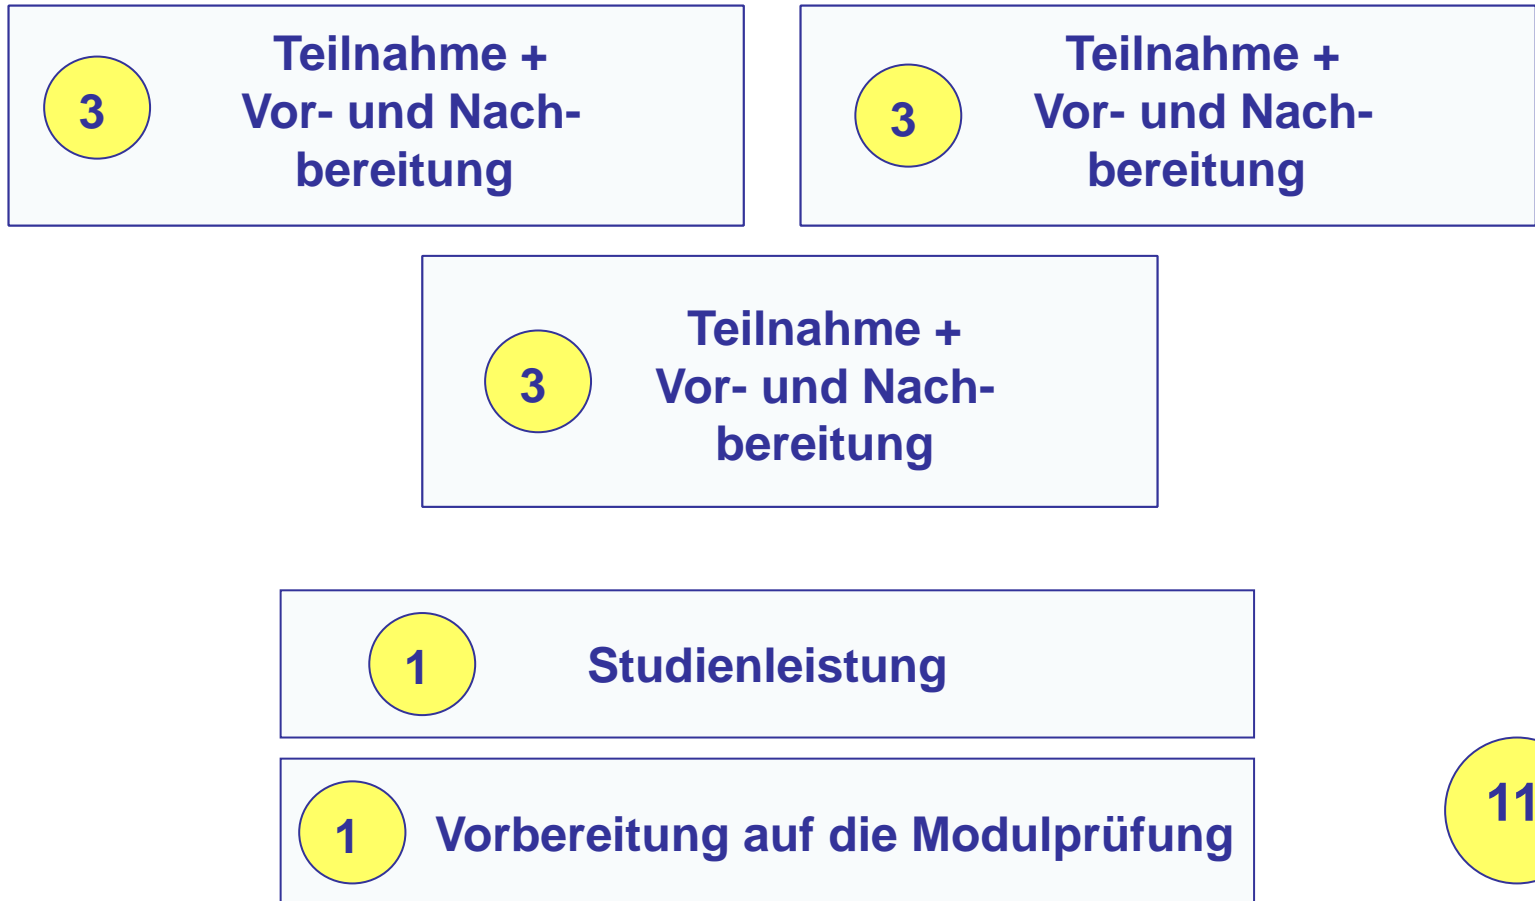 3
Teilnahme +
Vor- und Nach-
bereitung
3
Teilnahme +
Vor- und Nach-
bereitung
3
Teilnahme +
Vor- und Nach-
bereitung
1
Studienleistung
1
Vorbereitung auf die Modulprüfung
11